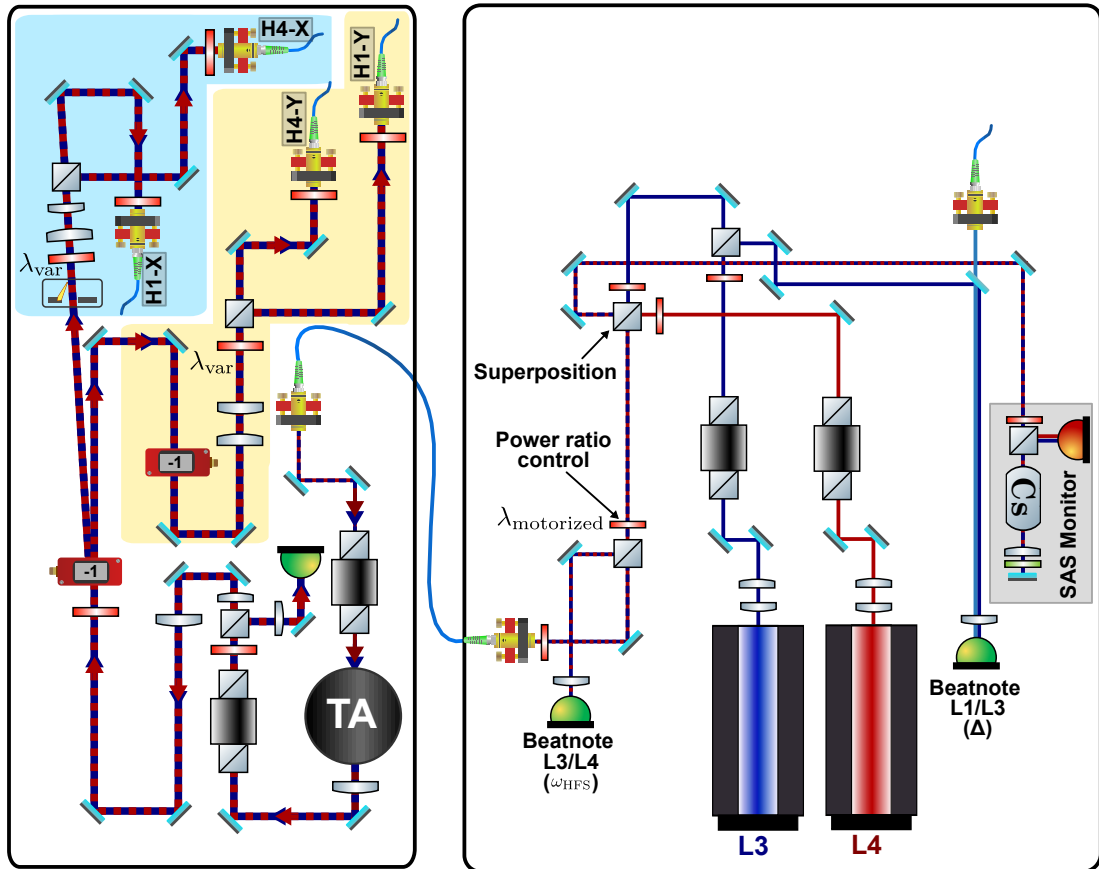 H4-X
H1-Y
H4-Y
H1-X
λvar
λvar
-1
-1
TA
Superposition
Power ratio
control
λmotorized
Cs
SAS Monitor
Beatnote
L3/L4
(ωHFS)
Beatnote
L1/L3
(Δ)
L3
L4